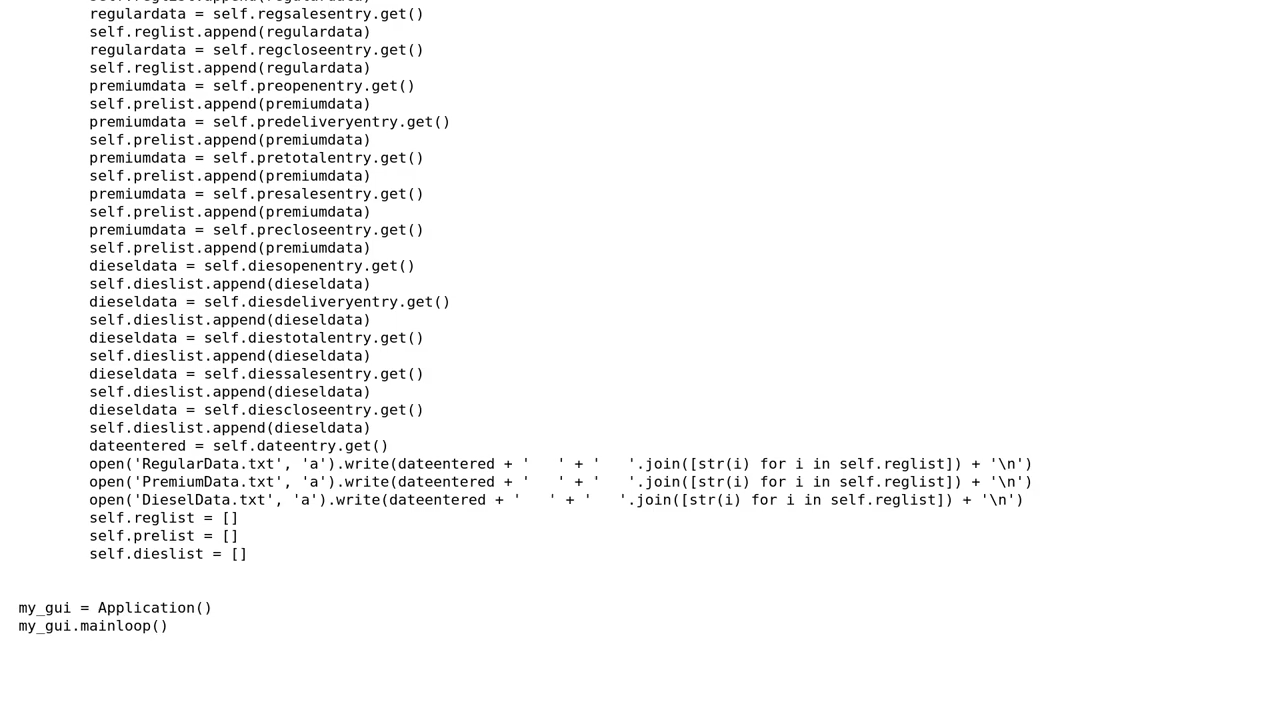 self.reglist.append(regulardata)
regulardata = self.regsalesentry.get()
self.reglist.append(regulardata)
regulardata = self.regcloseentry.get()
self.reglist.append(regulardata)
premiumdata = self.preopenentry.get()
self.prelist.append(premiumdata)
premiumdata = self.predeliveryentry.get()
self.prelist.append(premiumdata)
premiumdata = self.pretotalentry.get()
self.prelist.append(premiumdata)
premiumdata = self.presalesentry.get()
self.prelist.append(premiumdata)
premiumdata = self.precloseentry.get()
self.prelist.append(premiumdata)
dieseldata = self.diesopenentry.get()
self.dieslist.append(dieseldata)
dieseldata = self.diesdeliveryentry.get()
self.dieslist.append(dieseldata)
dieseldata = self.diestotalentry.get()
self.dieslist.append(dieseldata)
dieseldata = self.diessalesentry.get()
self.dieslist.append(dieseldata)
dieseldata = self.diescloseentry.get()
self.dieslist.append(dieseldata)
dateentered = self.dateentry.get()
open('RegularData.txt', 'a').write(dateentered + '   ' + '   '.join([str(i) for i in self.reglist]) + '\n')
open('PremiumData.txt', 'a').write(dateentered + '   ' + '   '.join([str(i) for i in self.reglist]) + '\n')
open('DieselData.txt', 'a').write(dateentered + '   ' + '   '.join([str(i) for i in self.reglist]) + '\n')
self.reglist = []
self.prelist = []
self.dieslist = []
my_gui = Application()
my_gui.mainloop()